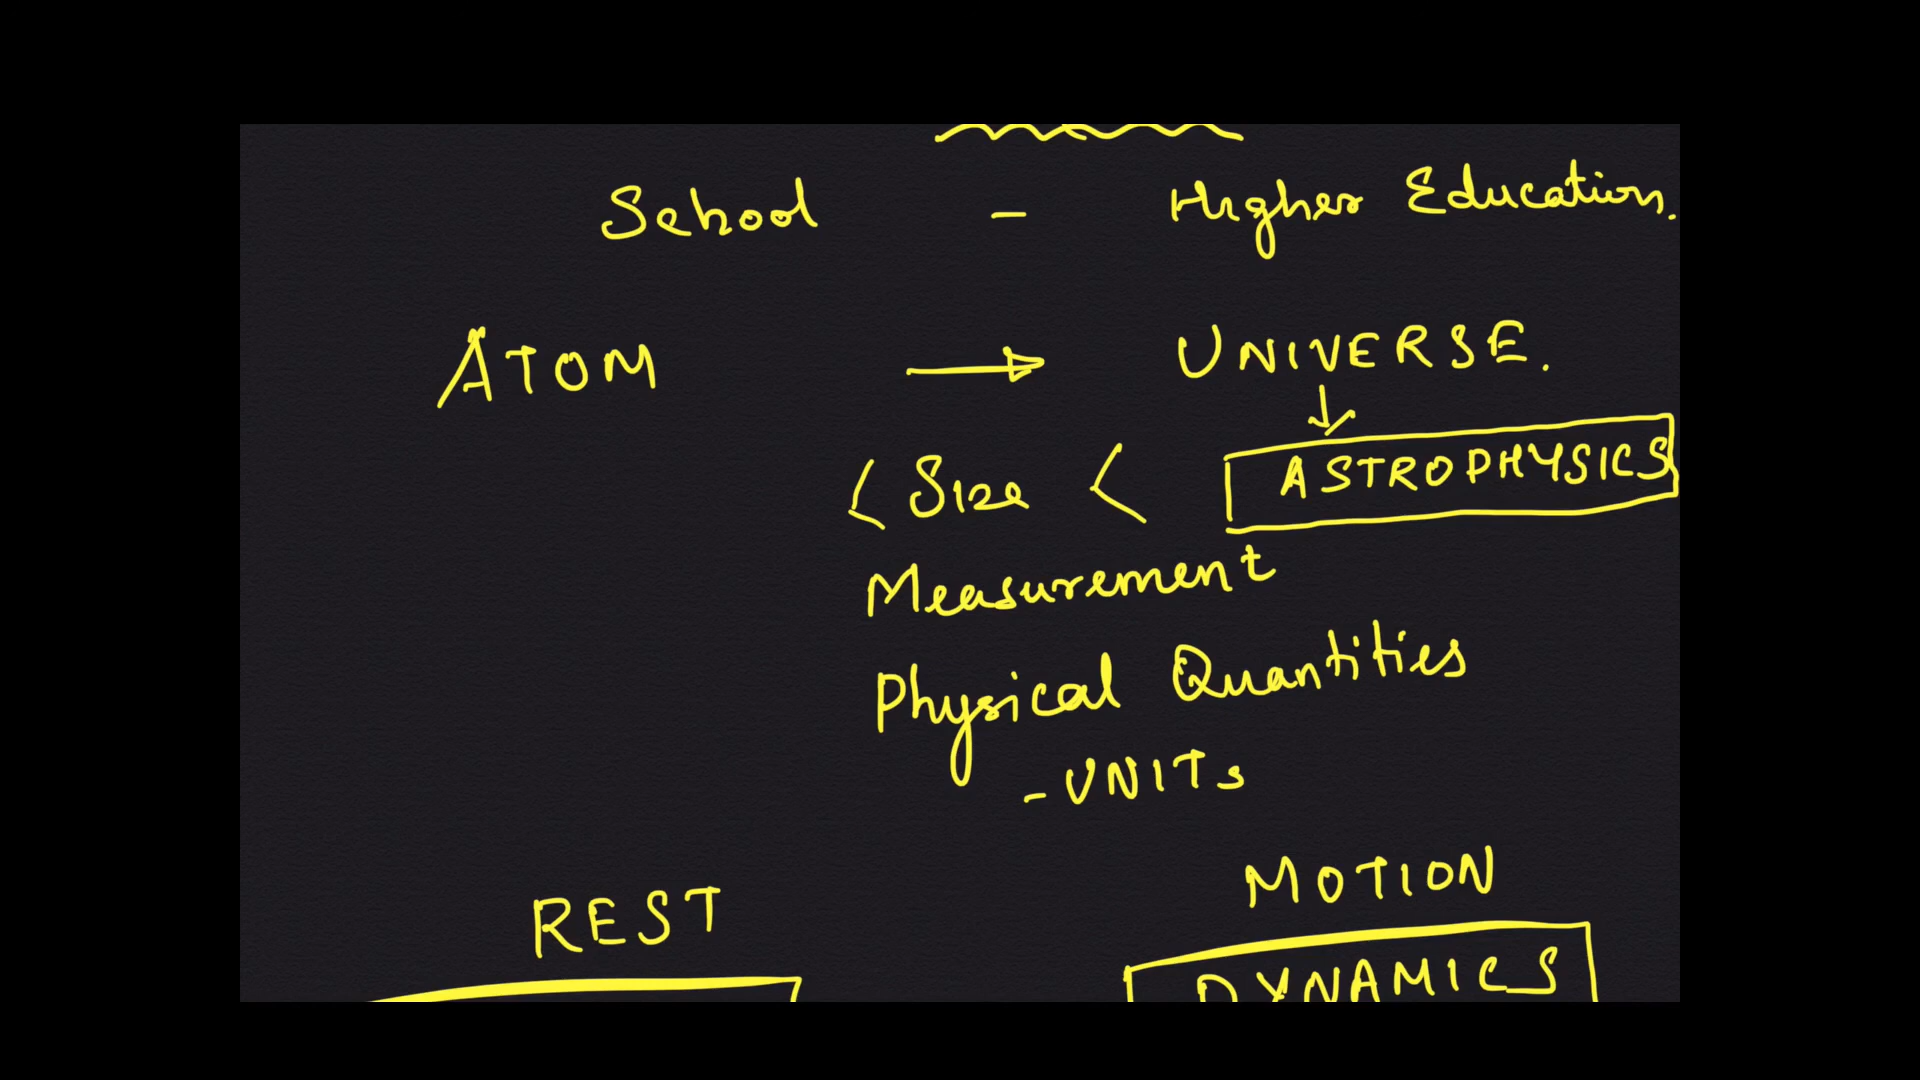 School - Higher Education.
ATOM → UNIVERSE.
↓
< Size < ASTROPHYSICS
Measurement
Physical Quantities
- UNITs
REST MOTION
DYNAMICS